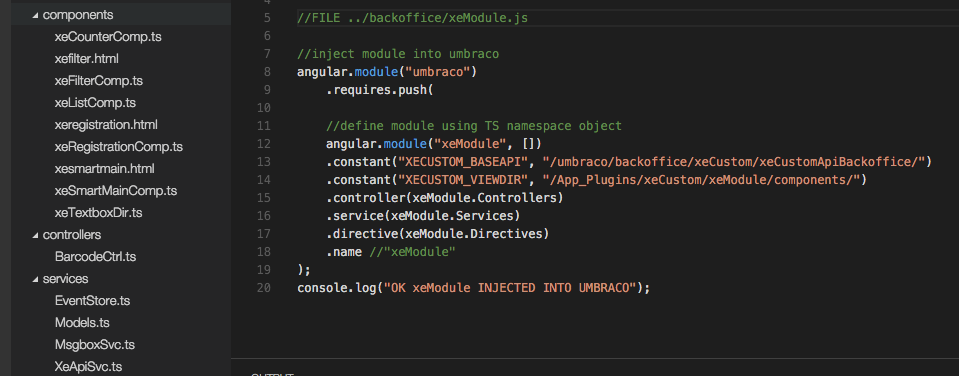 components
xeCounterComp.ts
xefilter.html
xeFilterComp.ts
xeListComp.ts
xeregistration.html
xeRegistrationComp.ts
xesmartmain.html
xeSmartMainComp.ts
xeTextboxDir.ts
controllers
BarcodeCtrl.ts
services
EventStore.ts
Models.ts
MsgboxSvc.ts
XeApiSvc.ts
4
5 //FILE ../backoffice/xeModule.js
6
7 //inject module into umbraco
8 angular.module("umbraco")
9 .requires.push(
10
11 //define module using TS namespace object
12 angular.module("xeModule", [])
13 .constant("XECUSTOM_BASEAPI", "/umbraco/backoffice/xeCustom/xeCustomApiBackoffice/")
14 .constant("XECUSTOM_VIEWDIR", "/App_Plugins/xeCustom/xeModule/components/")
15 .controller(xeModule.Controllers)
16 .service(xeModule.Services)
17 .directive(xeModule.Directives)
18 .name //"xeModule"
19 );
20 console.log("OK xeModule INJECTED INTO UMBRACO");
OUTPUT